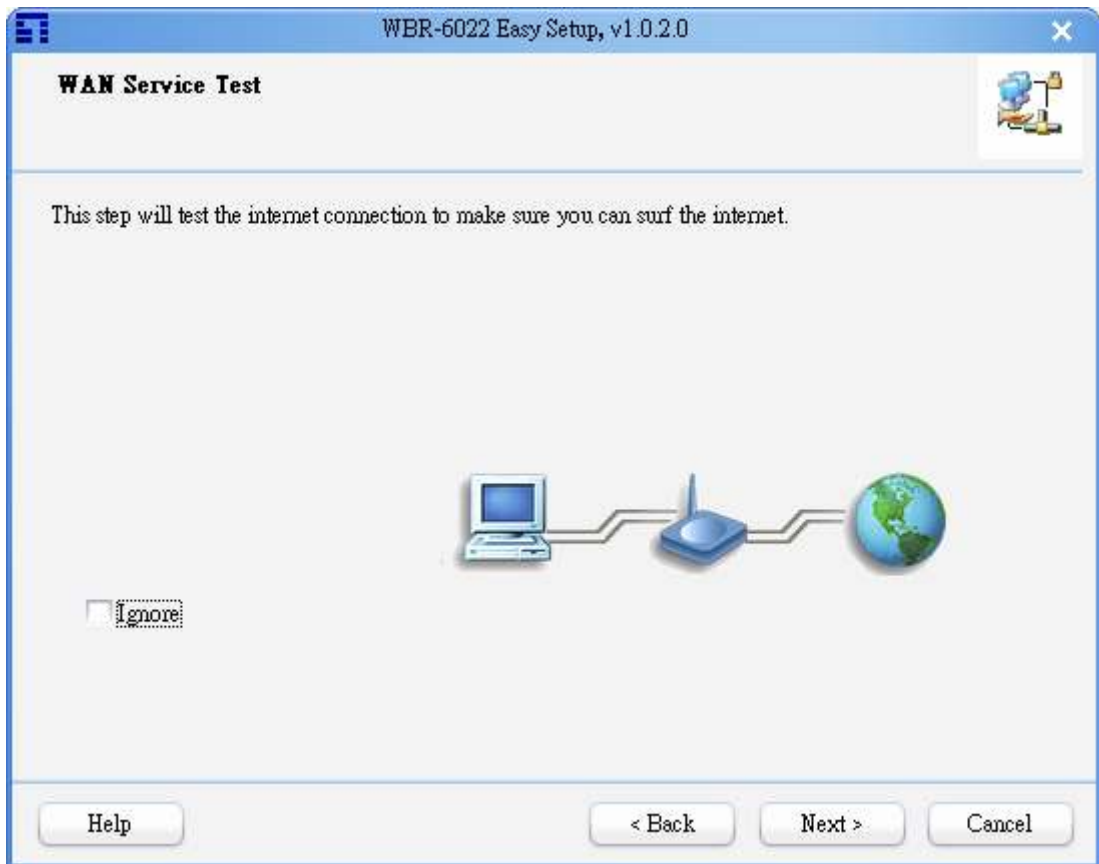 WBR-6022 Easy Setup, v1.0.2.0
WAN Service Test
This step will test the internet connection to make sure you can surf the internet.
Ignore
Help
< Back
Next >
Cancel